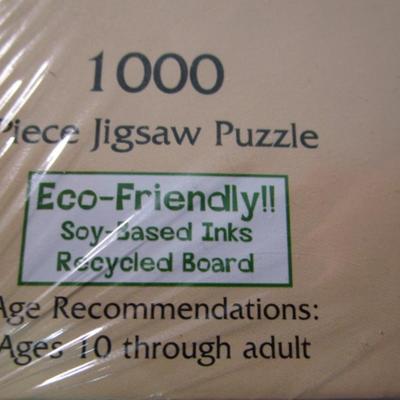 1000
Piece Jigsaw Puzzle
Eco-Friendly!!
Soy-Based Inks
Recycled Board
Age Recommendations:
Ages 10 through adult